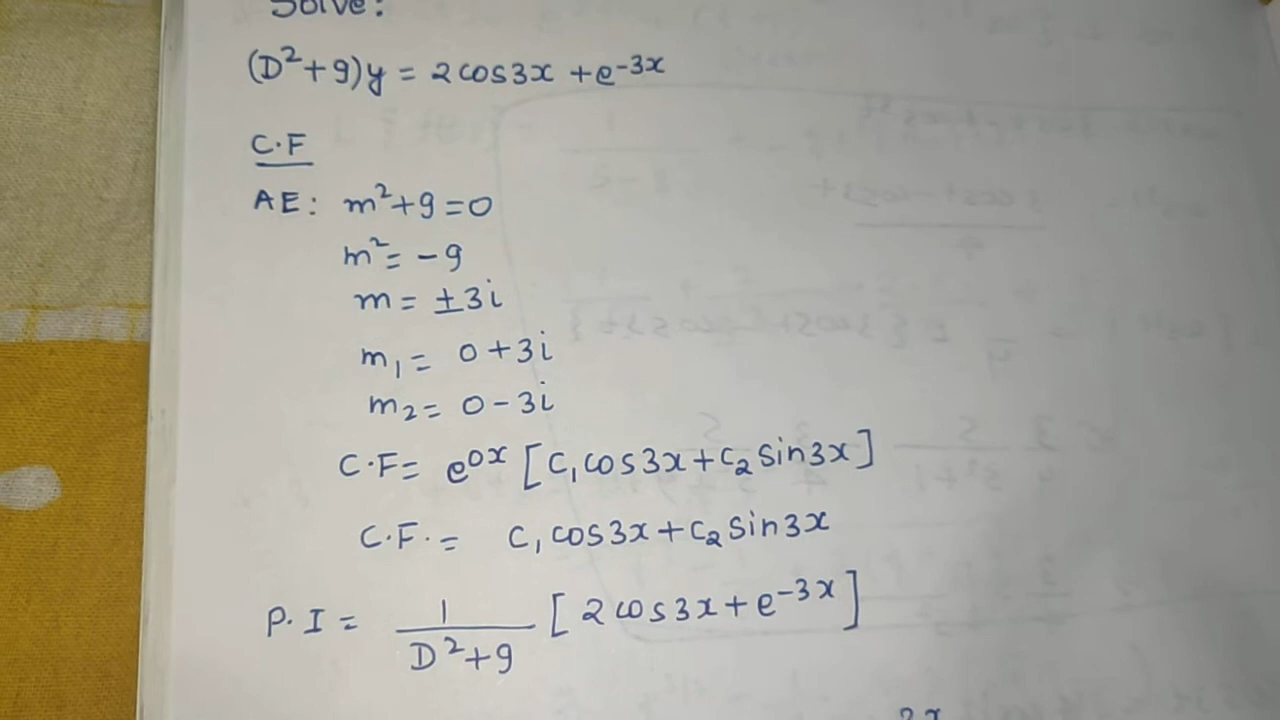 Solve:
(D²+9)y = 2cos3x + e⁻³ˣ
C.F
AE: m²+9=0
m²= -9
m= ±3i
m₁= 0+3i
m₂= 0-3i
C.F= e⁰ˣ [C₁cos3x+C₂sin3x]
C.F.= C₁cos3x+C₂sin3x
P.I = 1/(D²+9) [2cos3x+e⁻³ˣ]